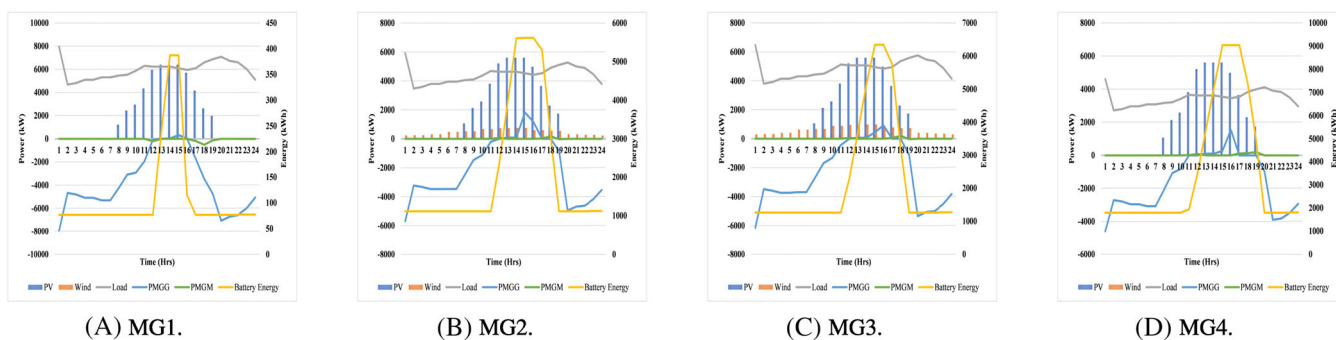 10000 450
8000 400
6000 350
4000 300
2000 250
0 200
-2000 150
-4000 100
-6000 50
-8000 0
-10000
Power (kW)
Energy (kWh)
1 2 3 4 5 6 7 8 9 10 11 12 13 14 15 16 17 18 19 20 21 22 23 24
Time (Hrs)
PV Wind Load PMGG PMGM Battery Energy
(A) MG1.
8000 6000
6000 5000
4000 4000
2000 3000
0 2000
-2000 1000
-4000 0
-6000
-8000
Power (kW)
Energy (kWh)
1 2 3 4 5 6 7 8 9 10 11 12 13 14 15 16 17 18 19 20 21 22 23 24
Time (Hrs)
PV Wind Load PMGG PMGM Battery Energy
(B) MG2.
8000 7000
6000 6000
4000 5000
2000 4000
0 3000
-2000 2000
-4000 1000
-6000 0
-8000
Power (kW)
Energy (kWh)
1 2 3 4 5 6 7 8 9 10 11 12 13 14 15 16 17 18 19 20 21 22 23 24
Time (Hrs)
PV Wind Load PMGG PMGM Battery Energy
(C) MG3.
8000 10000
6000 9000
4000 8000
2000 7000
0 6000
-2000 5000
-4000 4000
-6000 3000
2000
1000
0
Power (kW)
Energy (kWh)
1 2 3 4 5 6 7 8 9 10 11 12 13 14 15 16 17 18 19 20 21 22 23 24
Time (Hrs)
PV Wind Load PMGG PMGM Battery Energy
(D) MG4.